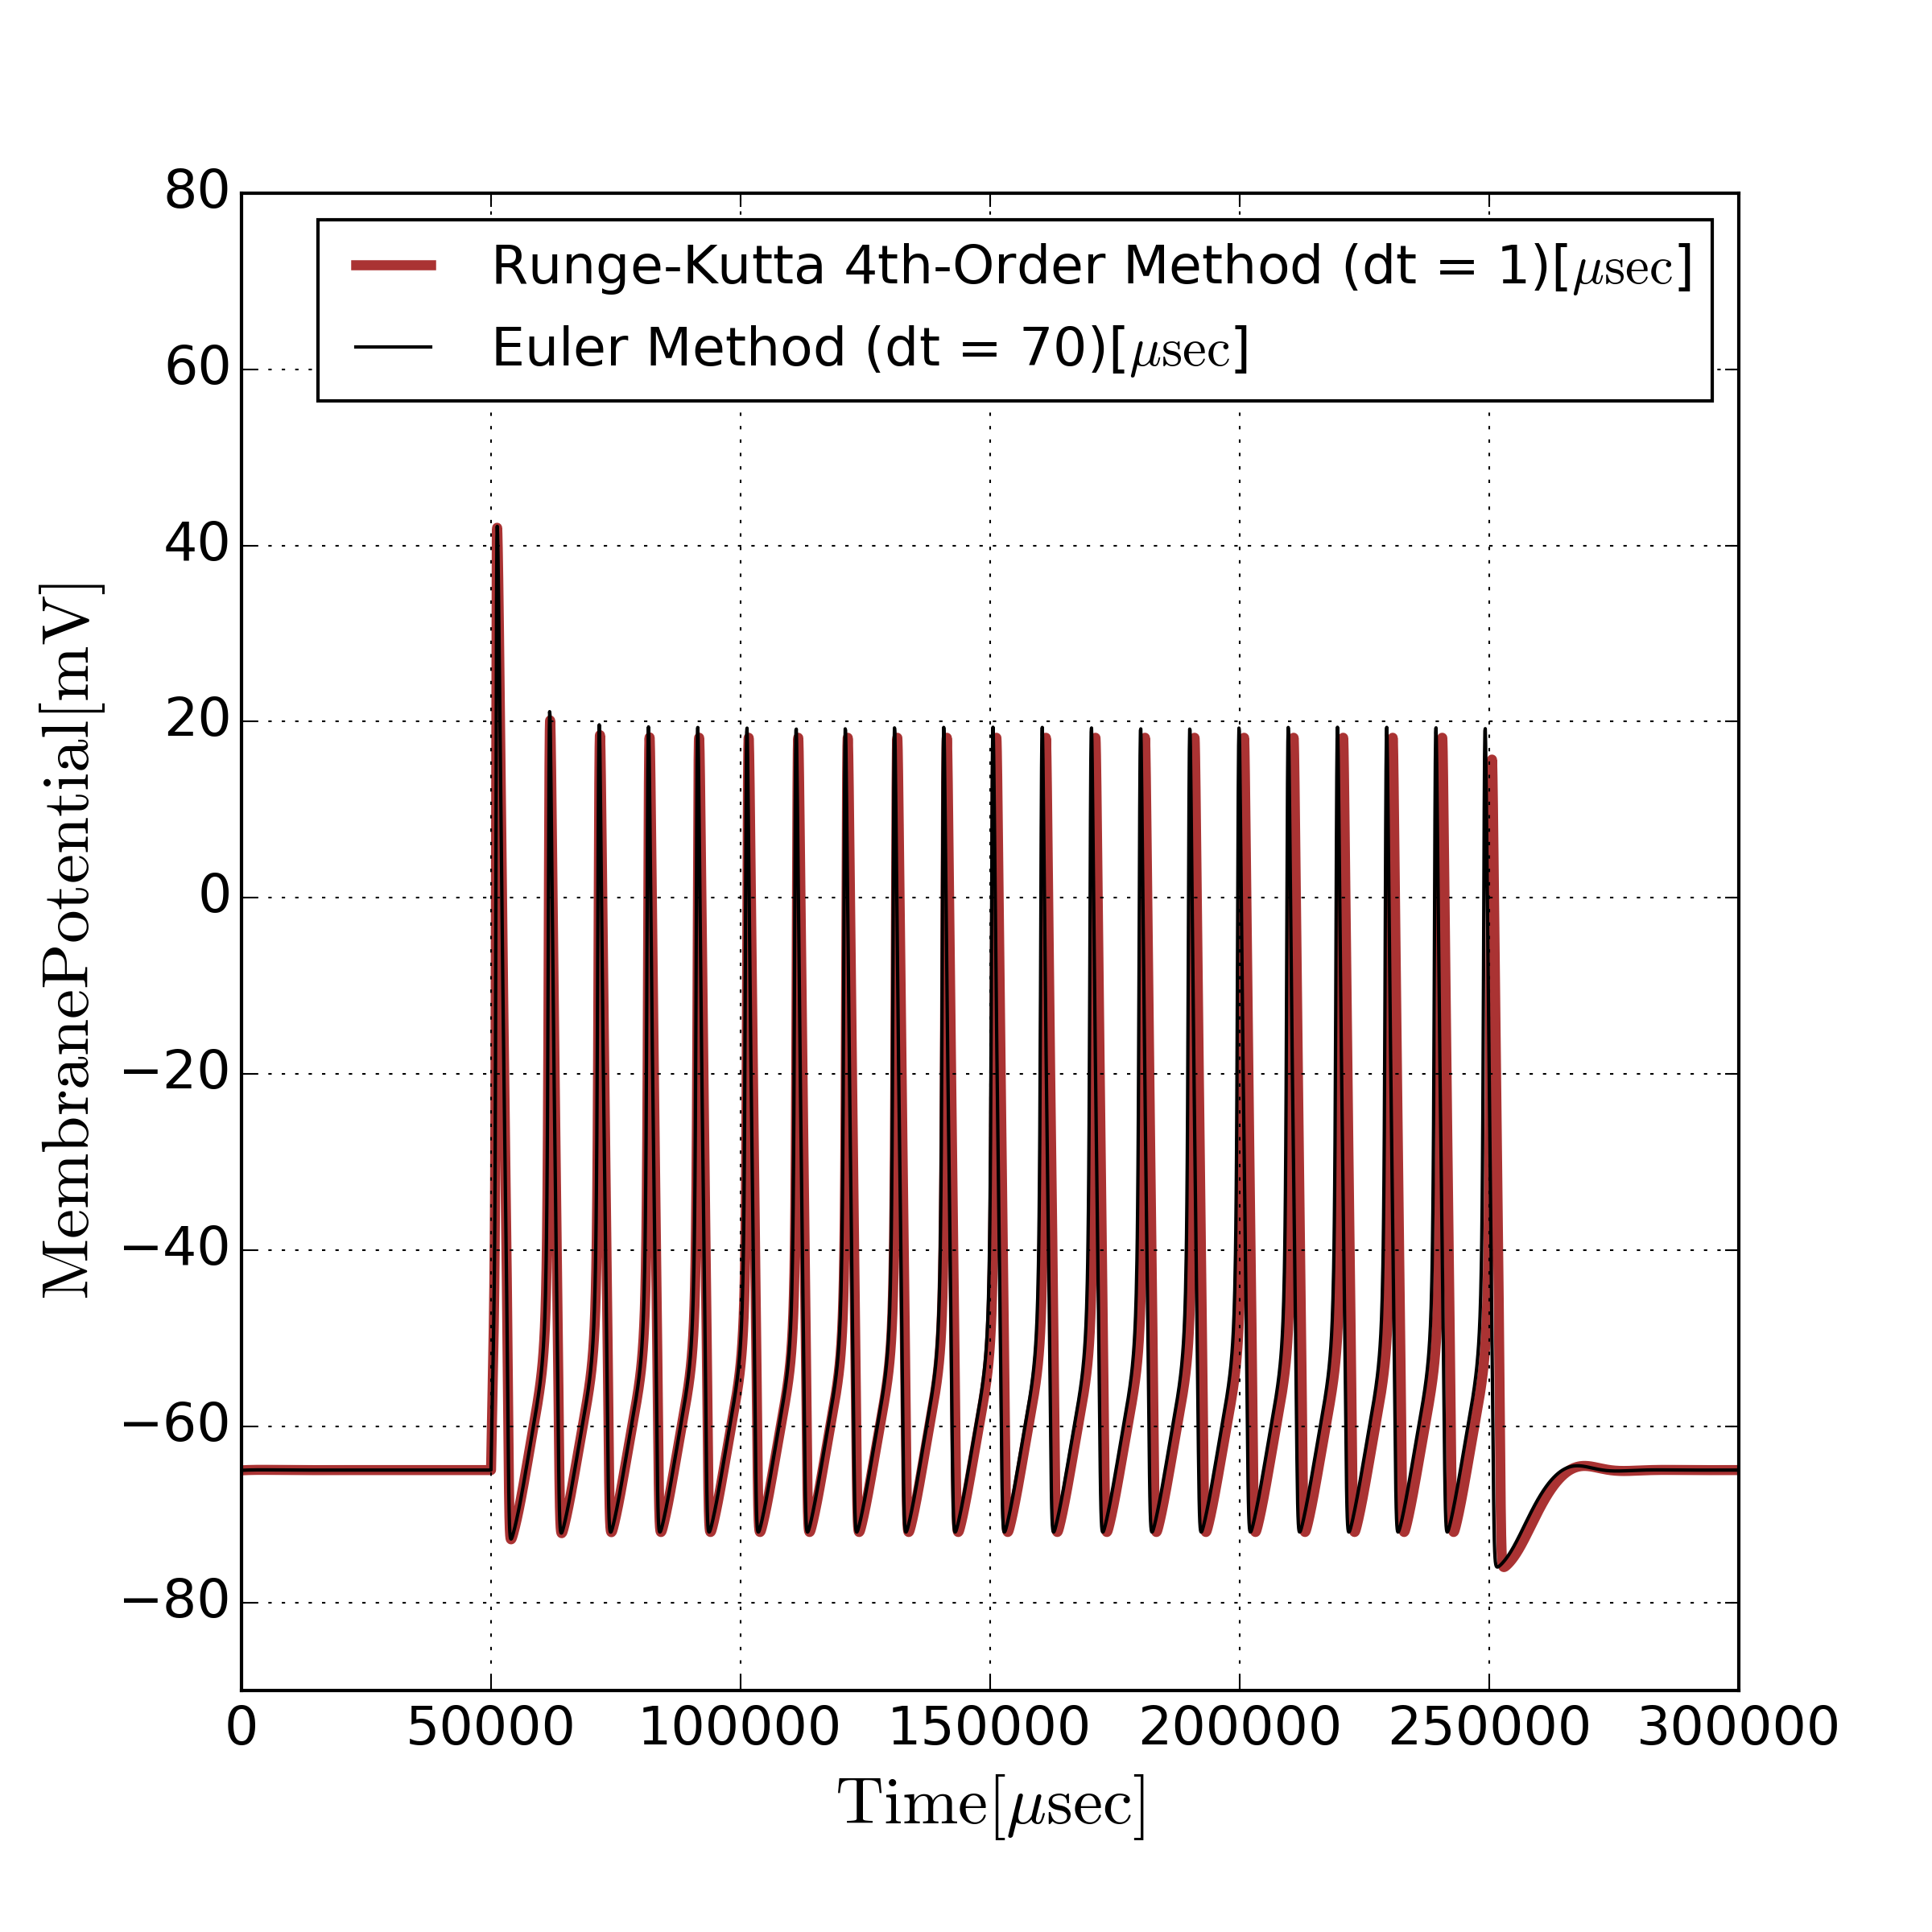 80
Runge-Kutta 4th-Order Method (dt = 1)[μsec]
60
Euler Method (dt = 70)[μsec]
40
20
0
−20
−40
−60
−80
MembranePotential[mV]
0 50000 100000 150000 200000 250000 300000
Time[μsec]